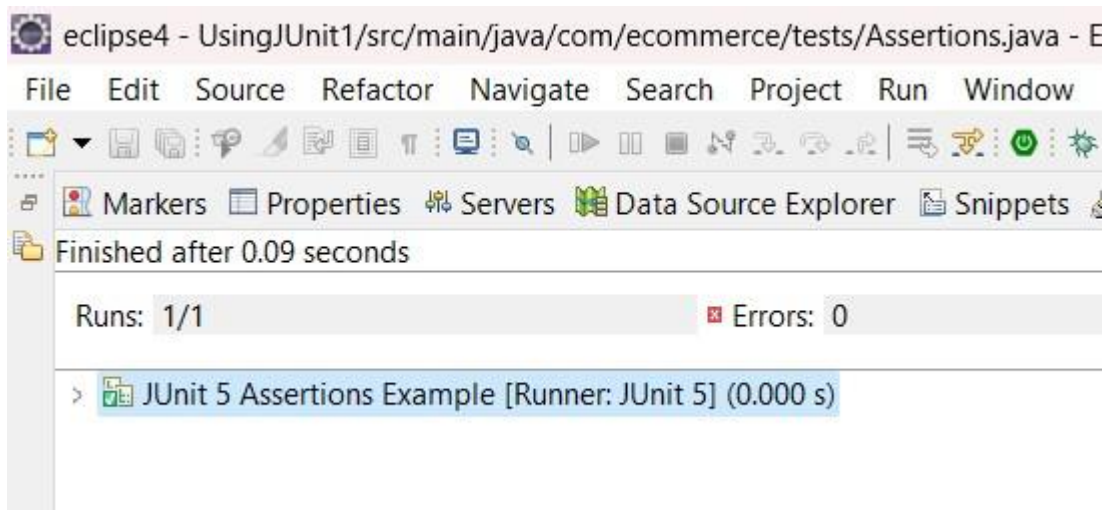 eclipse4 - UsingJUnit1/src/main/java/com/ecommerce/tests/Assertions.java - E
File Edit Source Refactor Navigate Search Project Run Window
Markers Properties Servers Data Source Explorer Snippets
Finished after 0.09 seconds
Runs: 1/1 Errors: 0
JUnit 5 Assertions Example [Runner: JUnit 5] (0.000 s)